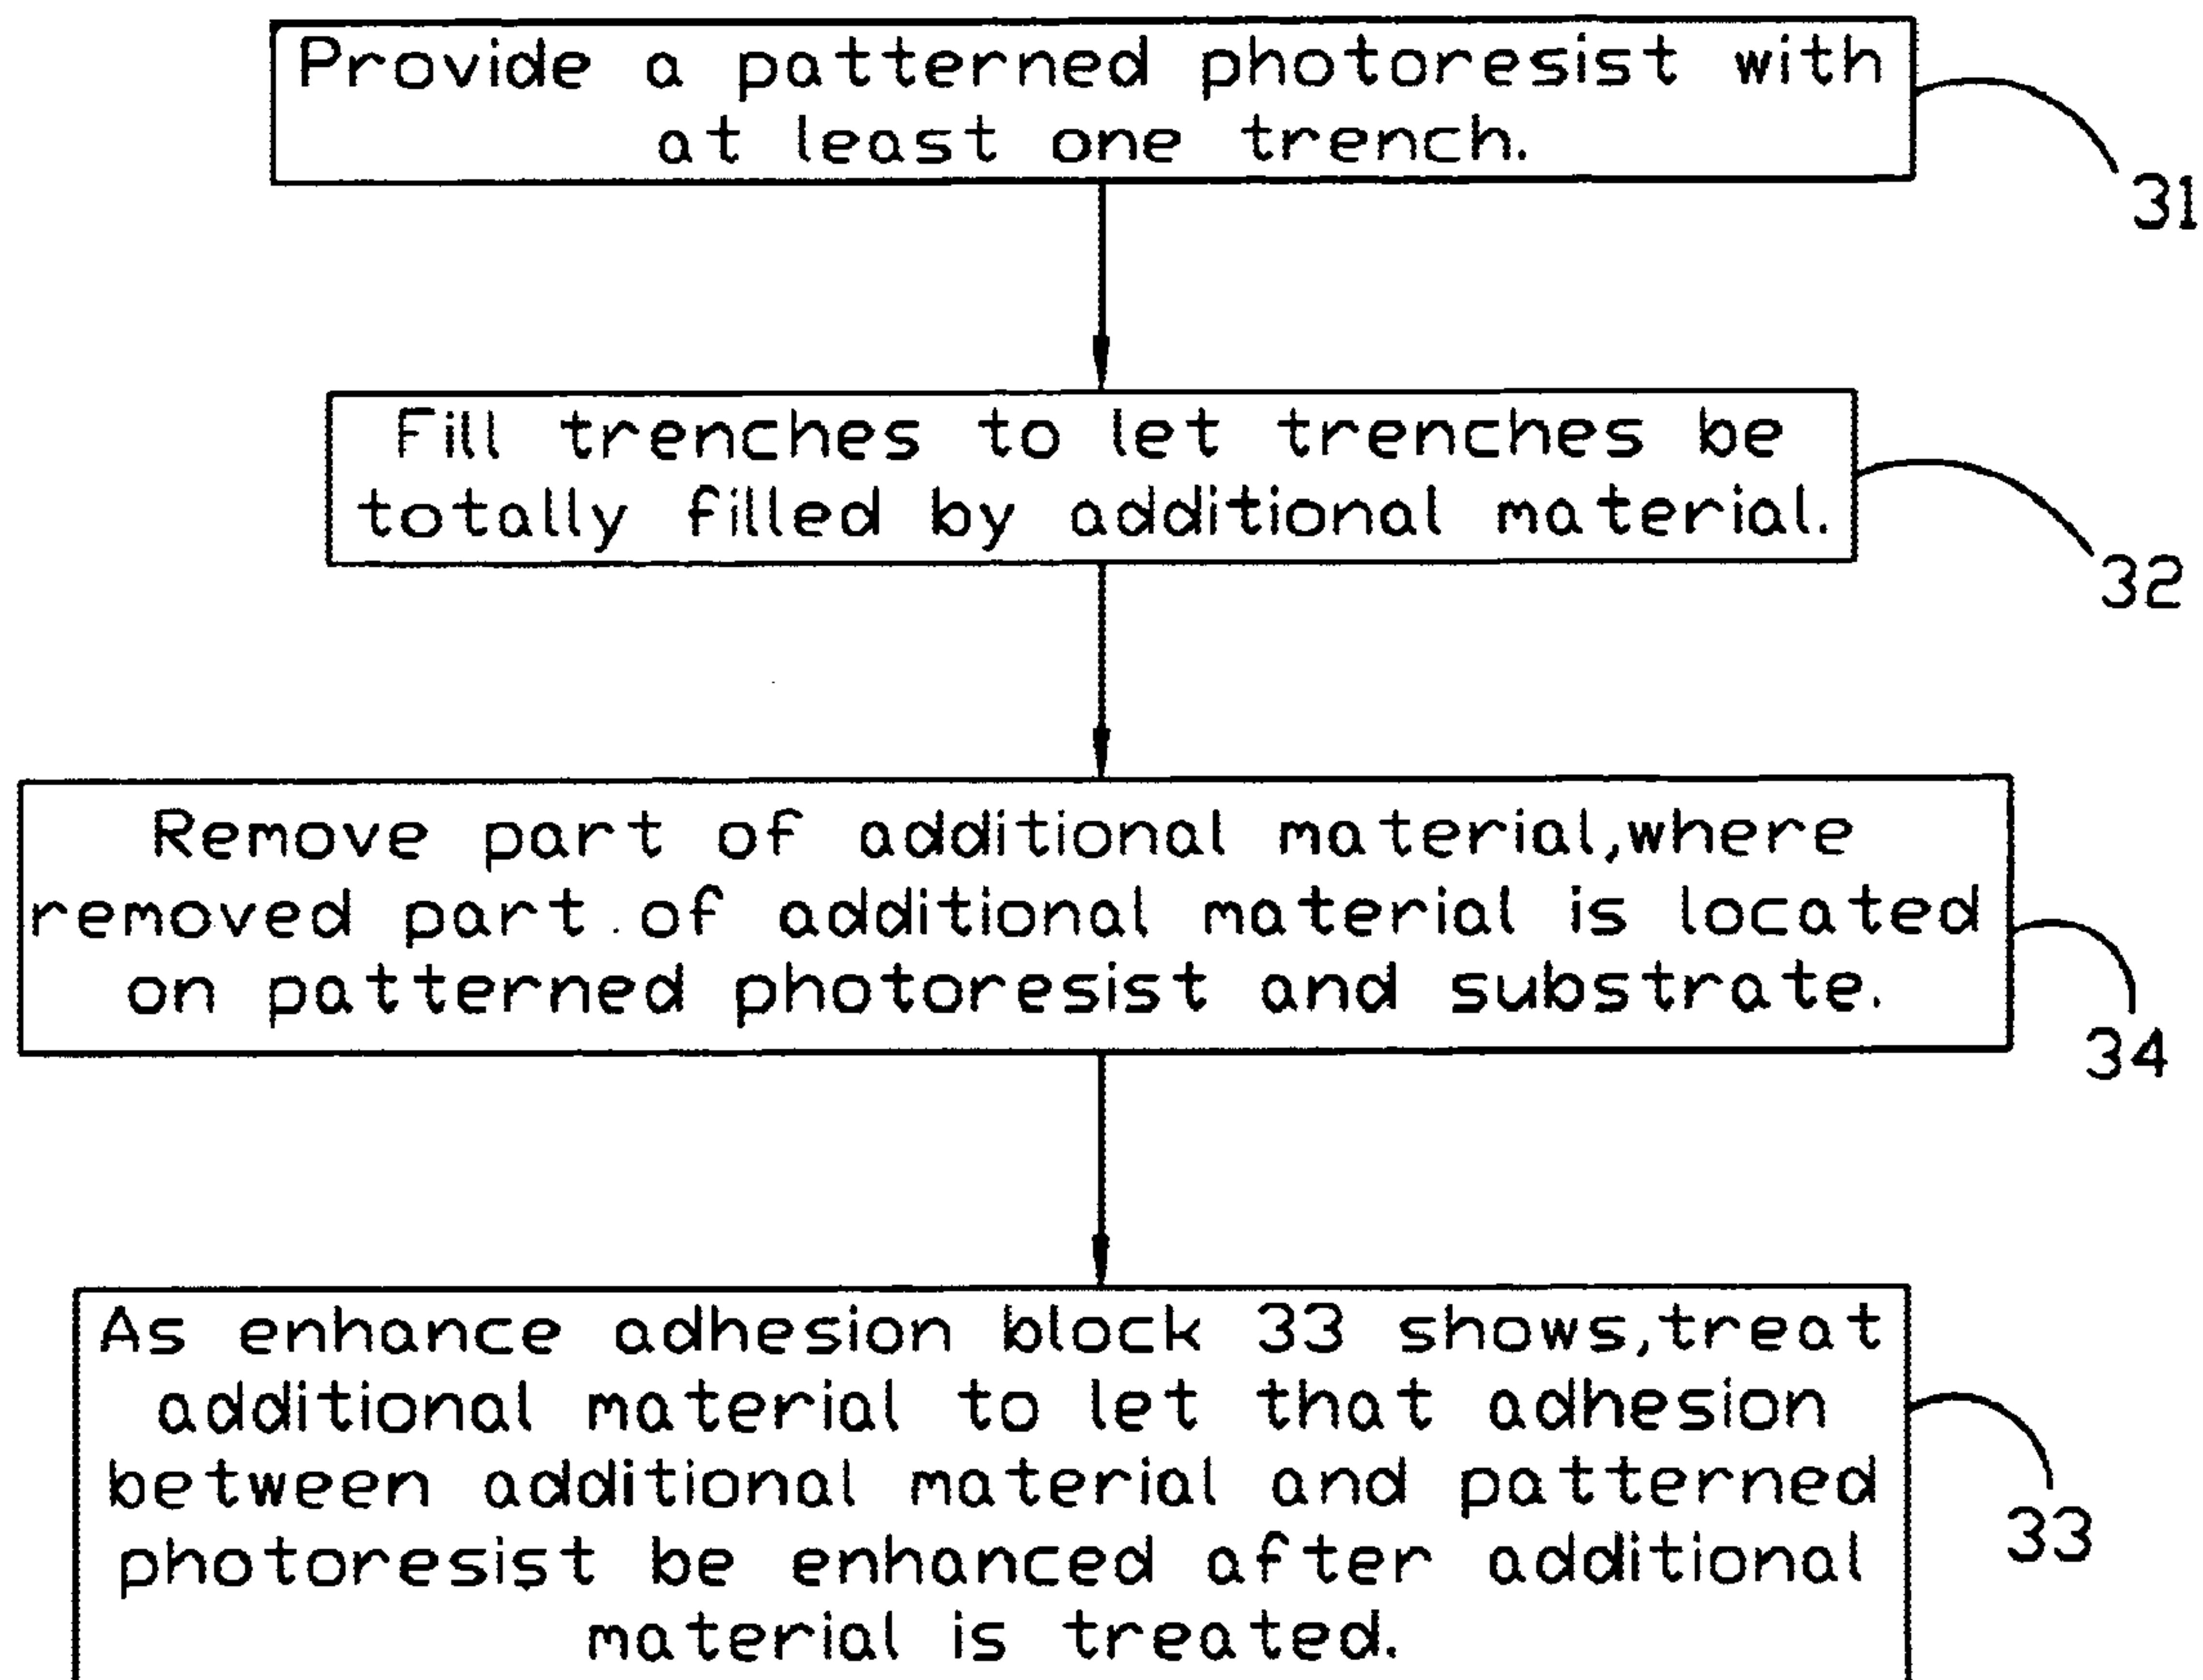 Provide a patterned photoresist with
at least one trench.
31
Fill trenches to let trenches be
totally filled by additional material.
32
Remove part of additional material,where
removed part of additional material is located
on patterned photoresist and substrate.
34
As enhance adhesion block 33 shows,treat
additional material to let that adhesion
between additional material and patterned
photoresist be enhanced after additional
material is treated.
33